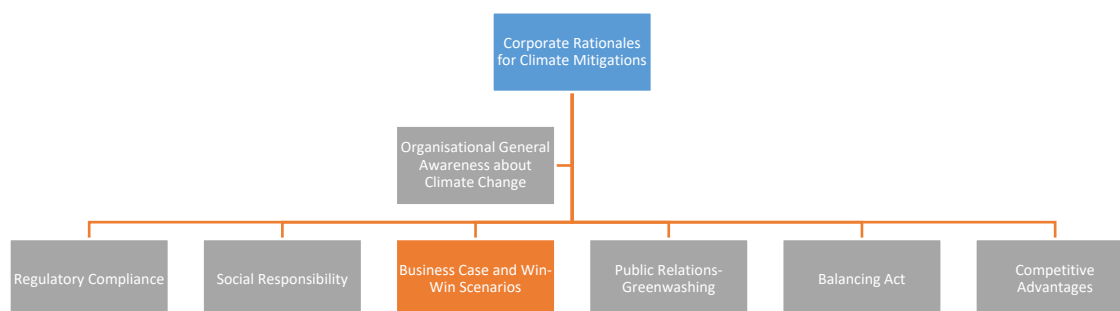 Corporate Rationales
for Climate Mitigations
Organisational General
Awareness about
Climate Change
Regulatory Compliance
Social Responsibility
Business Case and Win-
Win Scenarios
Public Relations-
Greenwashing
Balancing Act
Competitive
Advantages